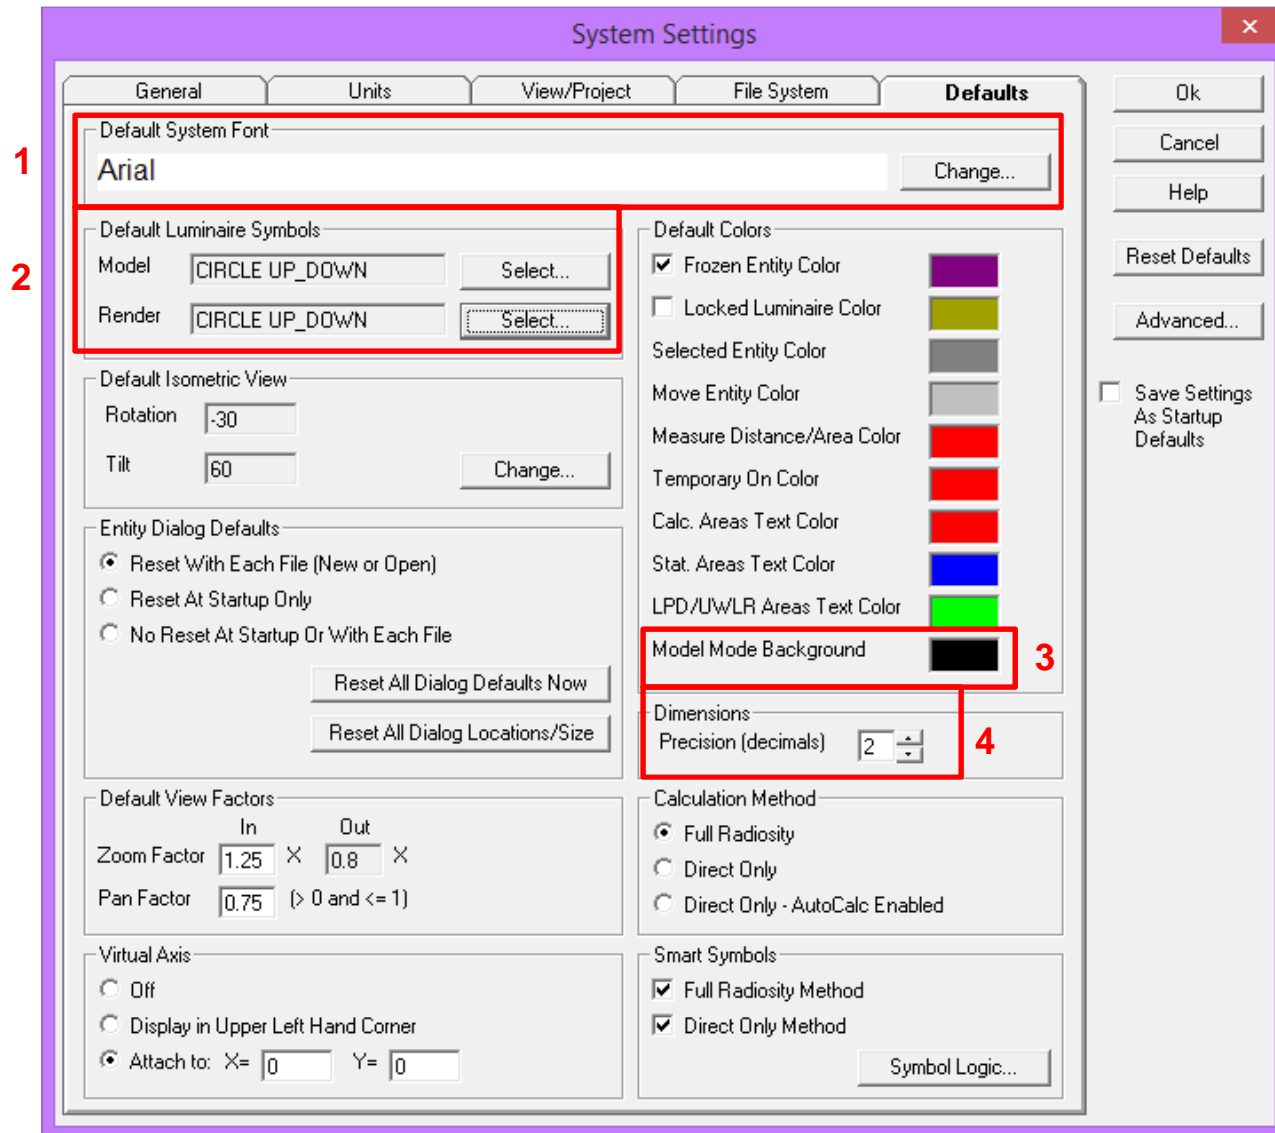 System Settings
General
Units
View/Project
File System
Defaults
Ok
Cancel
Help
Reset Defaults
Advanced...
Save Settings
As Startup
Defaults
1
Default System Font
Arial
Change...
2
Default Luminaire Symbols
Model CIRCLE UP_DOWN Select...
Render CIRCLE UP_DOWN Select...
Default Isometric View
Rotation -30
Tilt 60 Change...
Entity Dialog Defaults
Reset With Each File (New or Open)
Reset At Startup Only
No Reset At Startup Or With Each File
Reset All Dialog Defaults Now
Reset All Dialog Locations/Size
Default View Factors
In Out
Zoom Factor 1.25 X 0.8 X
Pan Factor 0.75 (> 0 and <= 1)
Virtual Axis
Off
Display in Upper Left Hand Corner
Attach to: X= 0 Y= 0
Default Colors
Frozen Entity Color
Locked Luminaire Color
Selected Entity Color
Move Entity Color
Measure Distance/Area Color
Temporary On Color
Calc. Areas Text Color
Stat. Areas Text Color
LPD/UWLR Areas Text Color
Model Mode Background
3
Dimensions
Precision (decimals) 2
4
Calculation Method
Full Radiosity
Direct Only
Direct Only - AutoCalc Enabled
Smart Symbols
Full Radiosity Method
Direct Only Method
Symbol Logic...